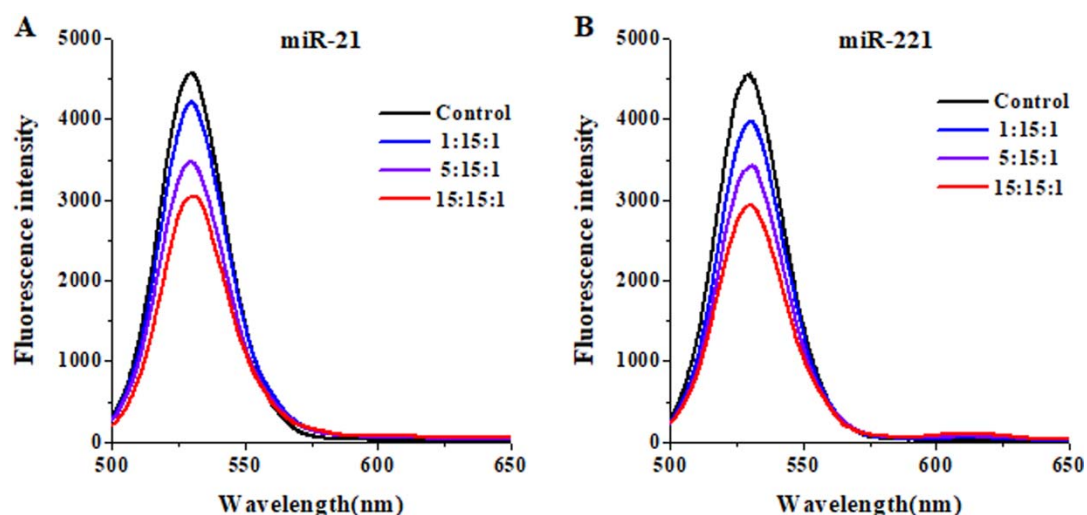 A
miR-21
5000
4000
3000
2000
1000
0
Fluorescence intensity
Control
1:15:1
5:15:1
15:15:1
500
550
600
650
Wavelength(nm)
B
miR-221
5000
4000
3000
2000
1000
0
Fluorescence intensity
Control
1:15:1
5:15:1
15:15:1
500
550
600
650
Wavelength(nm)